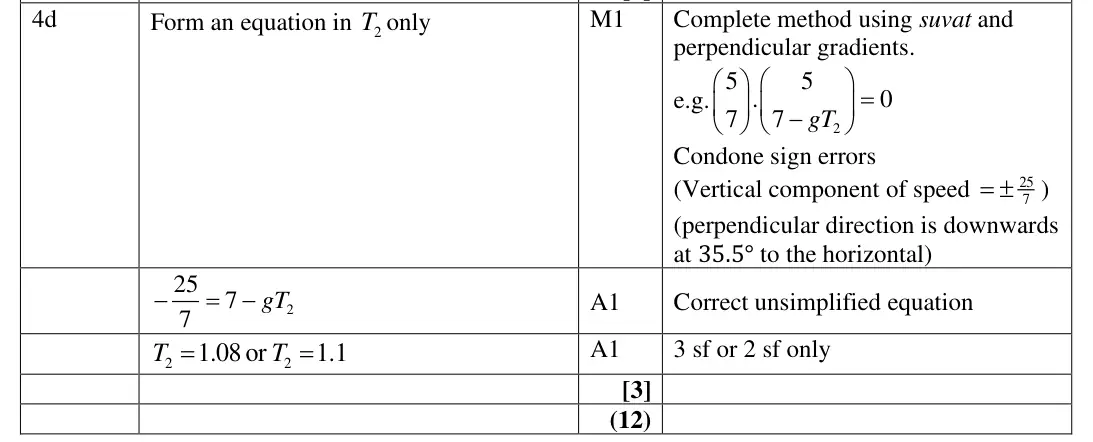 4d
Form an equation in T₂ only
M1
Complete method using suvat and
perpendicular gradients.
e.g. (5 7) . (5 7 − gT₂) = 0
Condone sign errors
(Vertical component of speed = ± 25/7 )
(perpendicular direction is downwards
at 35.5° to the horizontal)
− 25/7 = 7 − gT₂
A1
Correct unsimplified equation
T₂ = 1.08 or T₂ = 1.1
A1
3 sf or 2 sf only
[3]
(12)